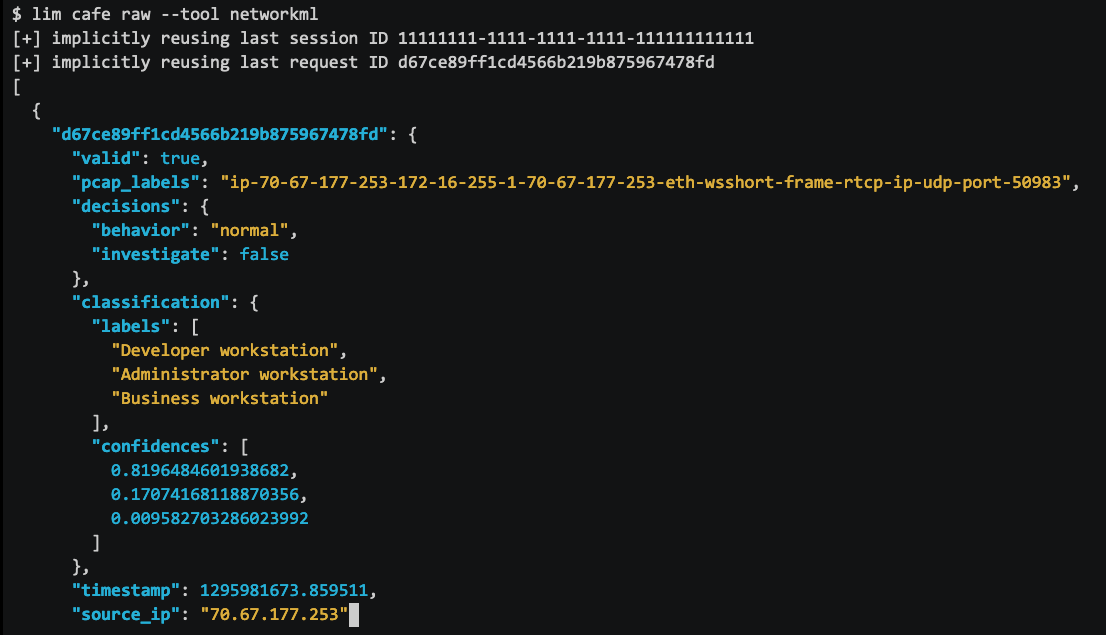 $ lim cafe raw --tool networkml
[+] implicitly reusing last session ID 11111111-1111-1111-1111-111111111111
[+] implicitly reusing last request ID d67ce89ff1cd4566b219b875967478fd
[
  {
    "d67ce89ff1cd4566b219b875967478fd": {
      "valid": true,
      "pcap_labels": "ip-70-67-177-253-172-16-255-1-70-67-177-253-eth-wsshort-frame-rtcp-ip-udp-port-50983",
      "decisions": {
        "behavior": "normal",
        "investigate": false
      },
      "classification": {
        "labels": [
          "Developer workstation",
          "Administrator workstation",
          "Business workstation"
        ],
        "confidences": [
          0.8196484601938682,
          0.17074168118870356,
          0.009582703286023992
        ]
      },
      "timestamp": 1295981673.859511,
      "source_ip": "70.67.177.253"